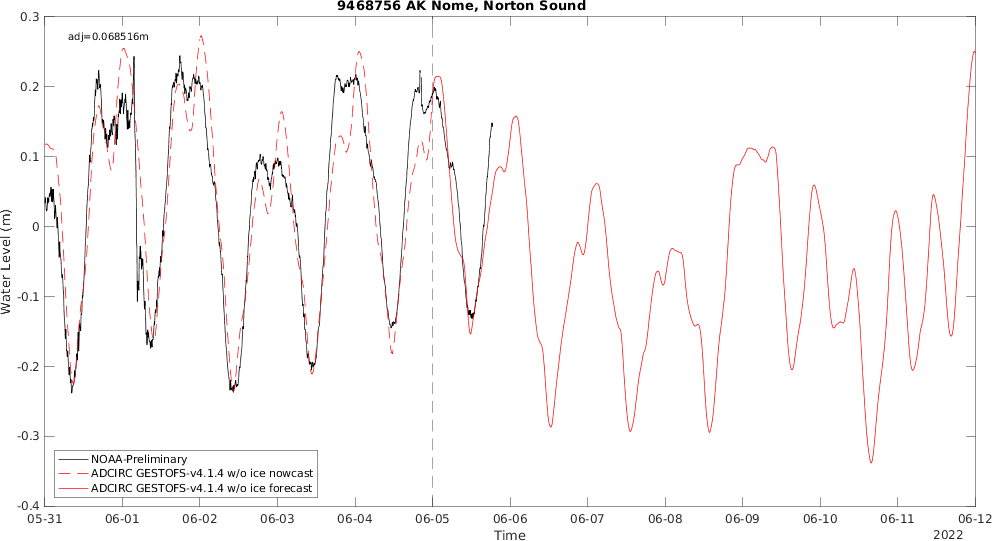 9468756 AK Nome, Norton Sound
adj=0.068516m
0.3
0.2
0.1
0
-0.1
-0.2
-0.3
-0.4
Water Level (m)
NOAA-Preliminary
ADCIRC GESTOFS-v4.1.4 w/o ice nowcast
ADCIRC GESTOFS-v4.1.4 w/o ice forecast
05-31 06-01 06-02 06-03 06-04 06-05 06-06 06-07 06-08 06-09 06-10 06-11 06-12
Time
2022